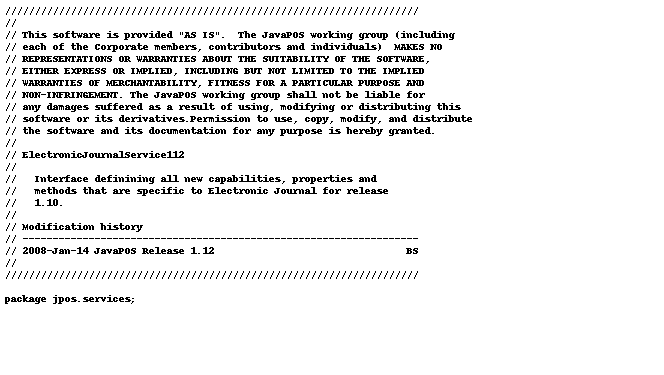 //////////////////////////////////////////////////////////////////////
//
// This software is provided "AS IS".  The JavaPOS working group (including
// each of the Corporate members, contributors and individuals)  MAKES NO
// REPRESENTATIONS OR WARRANTIES ABOUT THE SUITABILITY OF THE SOFTWARE,
// EITHER EXPRESS OR IMPLIED, INCLUDING BUT NOT LIMITED TO THE IMPLIED
// WARRANTIES OF MERCHANTABILITY, FITNESS FOR A PARTICULAR PURPOSE AND
// NON-INFRINGEMENT. The JavaPOS working group shall not be liable for
// any damages suffered as a result of using, modifying or distributing this
// software or its derivatives.Permission to use, copy, modify, and distribute
// the software and its documentation for any purpose is hereby granted.
//
// ElectronicJournalService112
//
//   Interface definining all new capabilities, properties and
//   methods that are specific to Electronic Journal for release
//   1.10.
//
// Modification history
// ------------------------------------------------------------------
// 2008-Jan-14 JavaPOS Release 1.12                                BS
//
//////////////////////////////////////////////////////////////////////
package jpos.services;